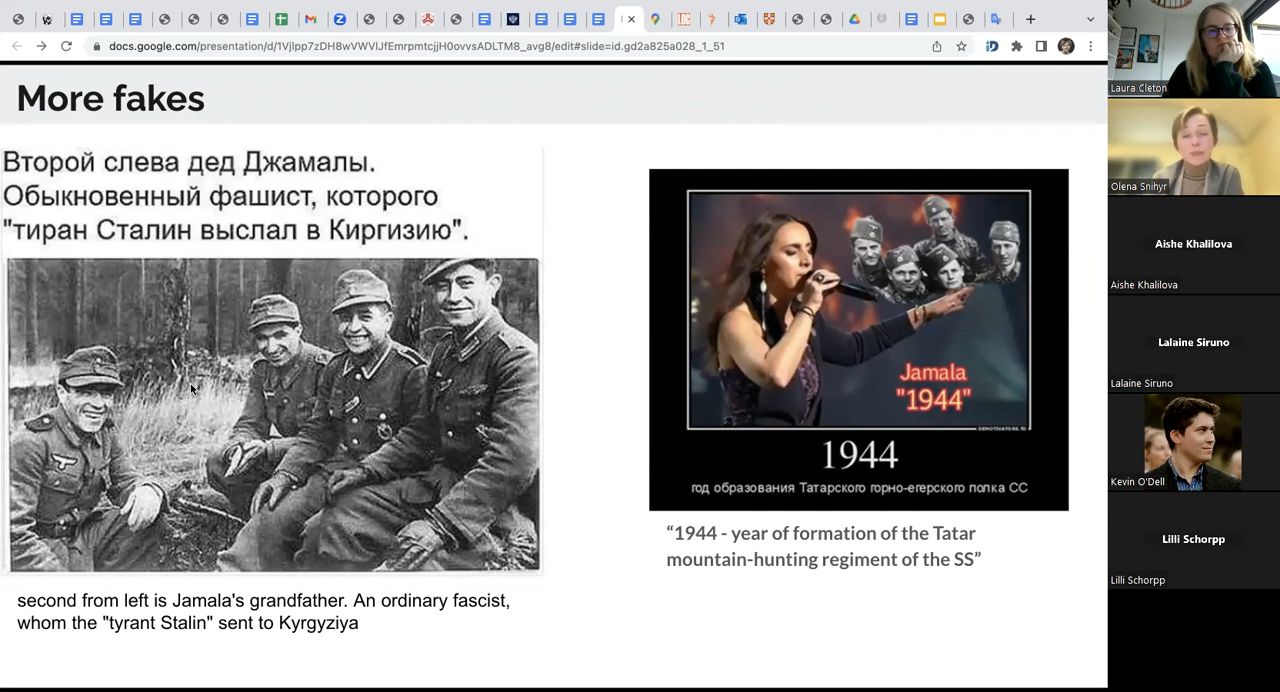 docs.google.com/presentation/d/1Vjlpp7zDH8wVWVlJfEmrpmtcjjH0ovvsADLTM8_avg8/edit#slide=id.gd2a825a028_1_51
More fakes
Второй слева дед Джамалы.
Обыкновенный фашист, которого
"тиран Сталин выслал в Киргизию".
second from left is Jamala's grandfather. An ordinary fascist,
whom the "tyrant Stalin" sent to Kyrgyziya
Jamala
"1944"
DEMOTIVATORS.TO
1944
год образования Татарского горно-егерского полка СС
“1944 - year of formation of the Tatar
mountain-hunting regiment of the SS”
Laura Cleton
Olena Snihyr
Aishe Khalilova
Aishe Khalilova
Lalaine Siruno
Lalaine Siruno
Kevin O'Dell
Lilli Schorpp
Lilli Schorpp